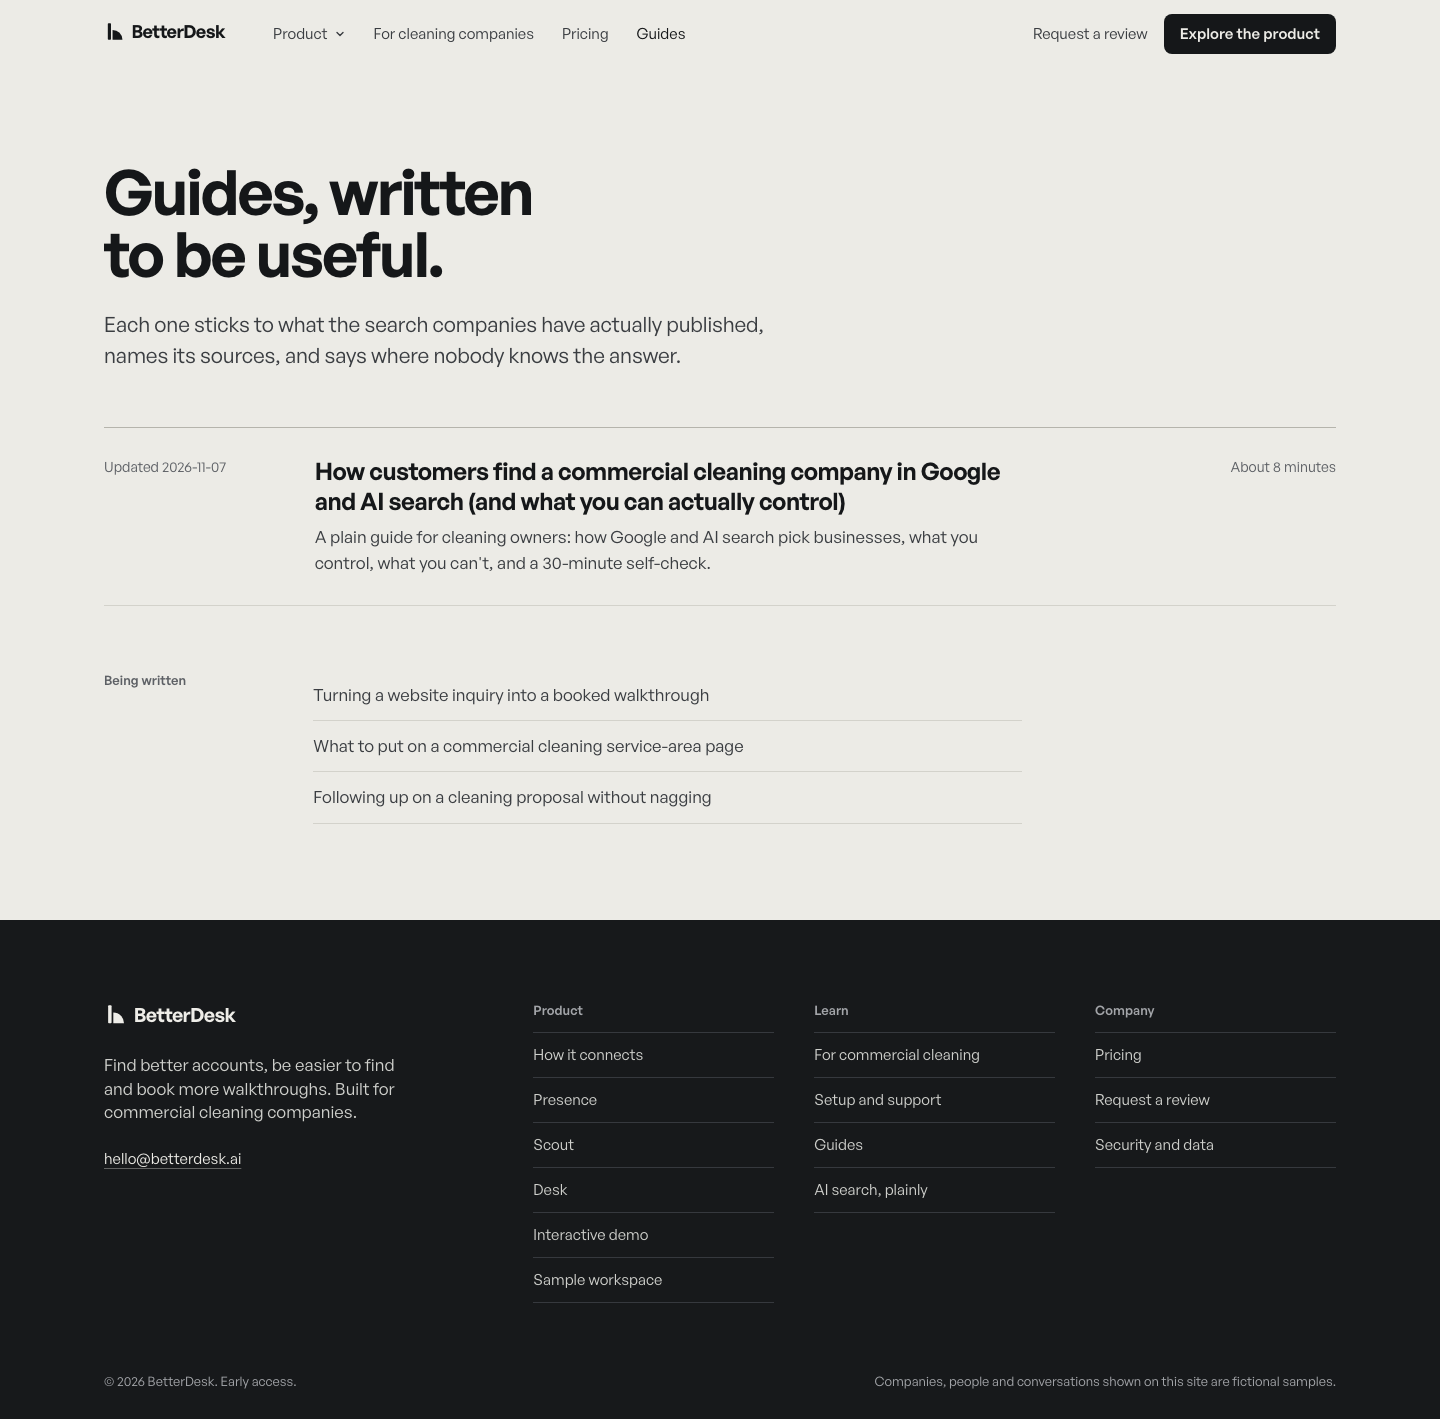 BetterDesk
Product
For cleaning companies
Pricing
Guides
Request a review
Explore the product
Guides, written
to be useful.
Each one sticks to what the search companies have actually published,
names its sources, and says where nobody knows the answer.
Updated 2026-11-07
How customers find a commercial cleaning company in Google
and AI search (and what you can actually control)
About 8 minutes
A plain guide for cleaning owners: how Google and AI search pick businesses, what you
control, what you can't, and a 30-minute self-check.
Being written
Turning a website inquiry into a booked walkthrough
What to put on a commercial cleaning service-area page
Following up on a cleaning proposal without nagging
BetterDesk
Find better accounts, be easier to find
and book more walkthroughs. Built for
commercial cleaning companies.
hello@betterdesk.ai
Product
How it connects
Presence
Scout
Desk
Interactive demo
Sample workspace
Learn
For commercial cleaning
Setup and support
Guides
AI search, plainly
Company
Pricing
Request a review
Security and data
© 2026 BetterDesk. Early access.
Companies, people and conversations shown on this site are fictional samples.